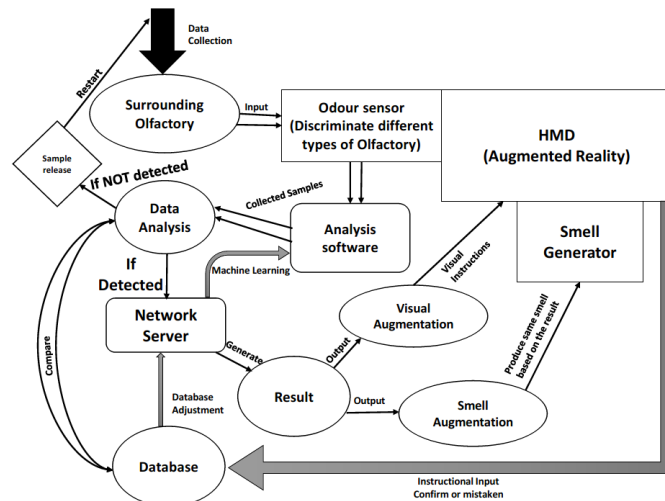 Data
Collection
Restart
Surrounding
Olfactory
Input
Odour sensor
(Discriminate different
types of Olfactory)
HMD
(Augmented Reality)
Sample
release
If NOT detected
Collected Samples
Data
Analysis
Analysis
software
Smell
Generator
If
Detected
Machine Learning
Visual
Instructions
Network
Server
Visual
Augmentation
Generate
Output
Produce same smell
based on the result
Compare
Database
Adjustment
Result
Output
Smell
Augmentation
Database
Instructional Input
Confirm or mistaken